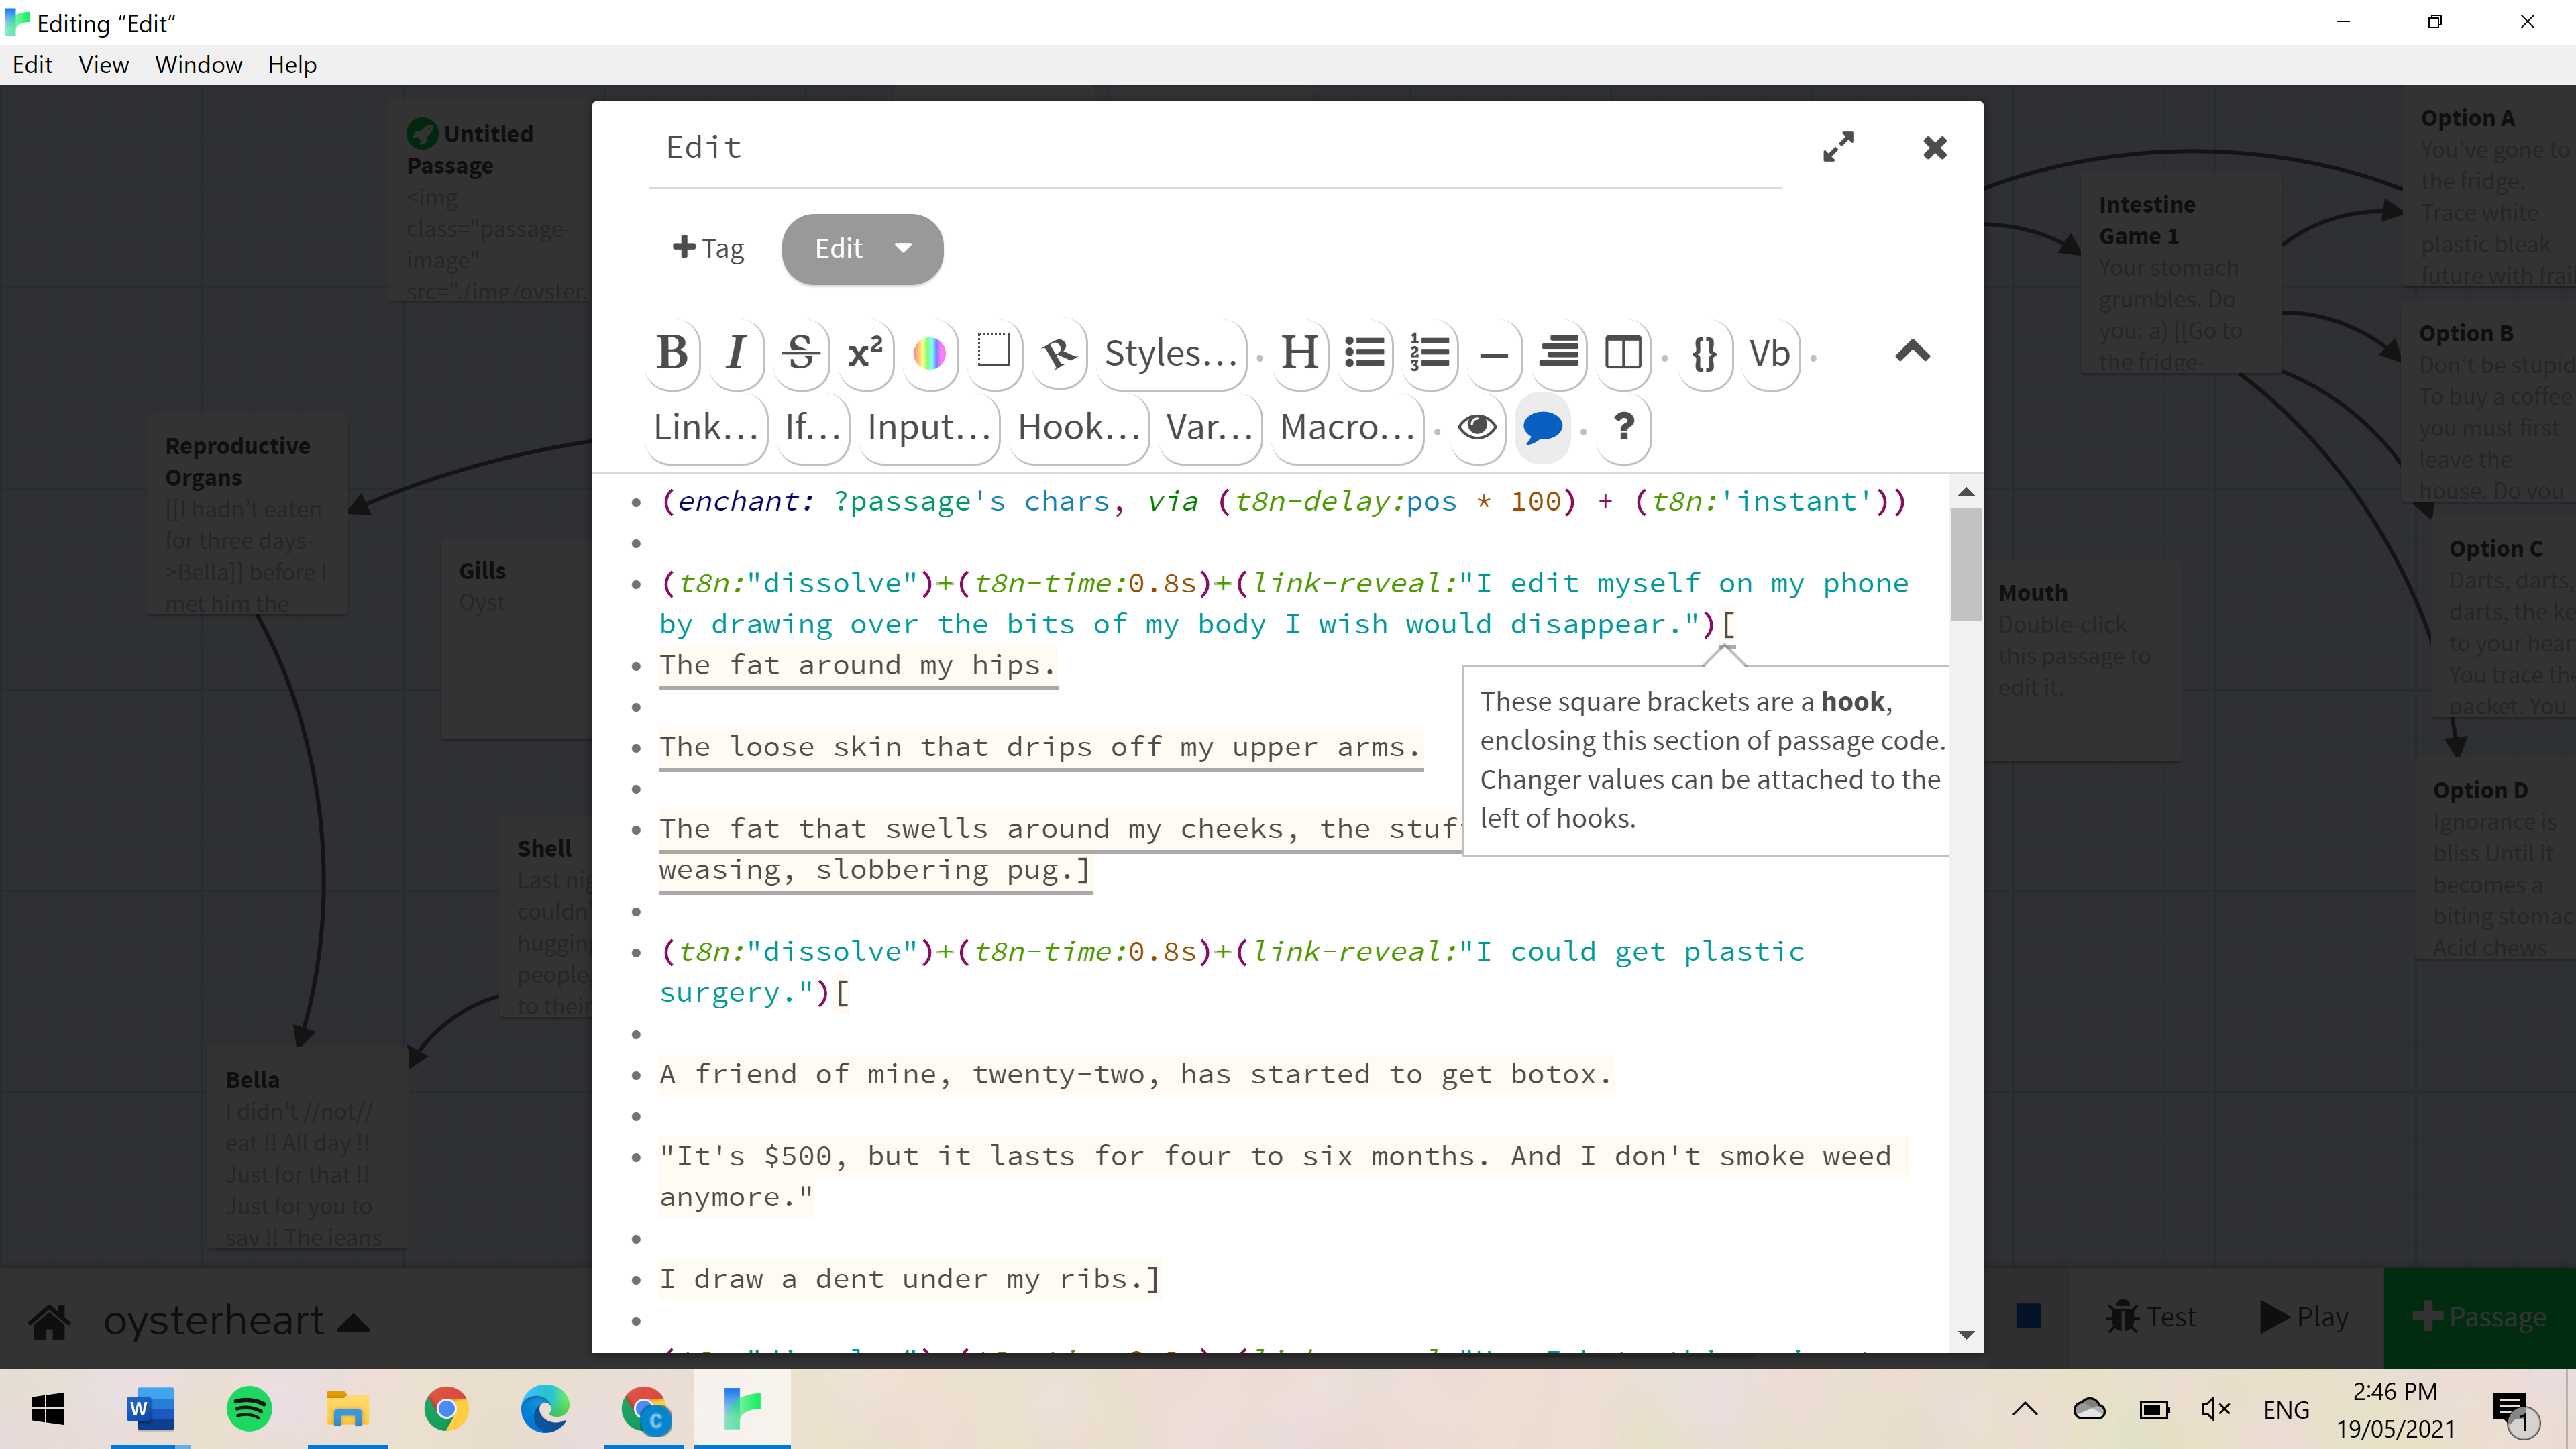 Editing “Edit”
Edit View Window Help
Untitled
Passage
<img
class="passage-
image"
src="./img/oyster.
Reproductive
Organs
[[I hadn’t eaten
for three days-
>Bella]] before I
met him the
Gills
Oyst
Shell
Last nig
couldn
hugging
people
to their
Bella
I didn't //not//
eat !! All day !!
Just for that !!
Just for you to
say !! The jeans
Edit
+ Tag Edit
B I S x² R Styles... H {} Vb
Link... If... Input... Hook... Var... Macro... ?
(enchant: ?passage's chars, via (t8n-delay:pos * 100) + (t8n:'instant'))
(t8n:"dissolve")+(t8n-time:0.8s)+(link-reveal:"I edit myself on my phone
by drawing over the bits of my body I wish would disappear.")[
The fat around my hips.
The loose skin that drips off my upper arms.
The fat that swells around my cheeks, the stuf
weasing, slobbering pug.]
These square brackets are a hook,
enclosing this section of passage code.
Changer values can be attached to the
left of hooks.
(t8n:"dissolve")+(t8n-time:0.8s)+(link-reveal:"I could get plastic
surgery.")[
A friend of mine, twenty-two, has started to get botox.
"It's $500, but it lasts for four to six months. And I don't smoke weed
anymore."
I draw a dent under my ribs.]
Intestine
Game 1
Your stomach
grumbles. Do
you: a) [[Go to
the fridge-
Mouth
Double-click
this passage to
edit it.
Option A
You’ve gone to
the fridge.
Trace white
plastic bleak
future with frail
Option B
Don’t be stupid
To buy a coffee
you must first
leave the
house. Do you
Option C
Darts, darts,
darts, the ke
to your hear
You trace the
packet. You
Option D
Ignorance is
bliss Until it
becomes a
biting stomac
Acid chews
oysterheart
Test Play + Passage
W C ENG 2:46 PM
19/05/2021 1